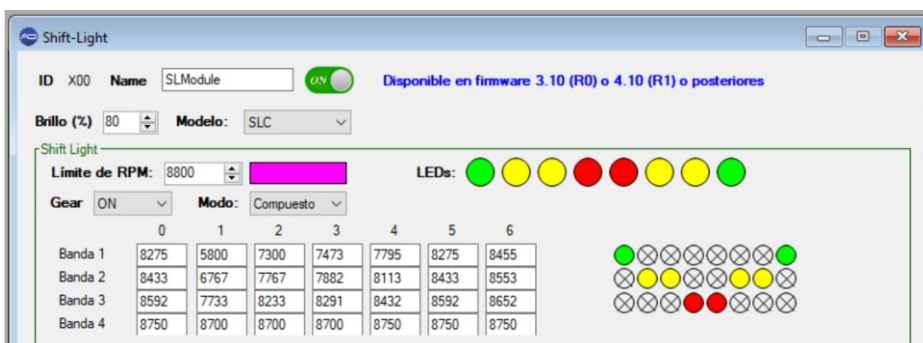 Shift-Light
ID X00 Name SLModule ON Disponible en firmware 3.10 (R0) o 4.10 (R1) o posteriores
Brillo (%) 80 Modelo: SLC
Shift Light
Límite de RPM: 8800 LEDs:
Gear ON Modo: Compuesto
0 1 2 3 4 5 6
Banda 1 8275 5800 7300 7473 7795 8275 8455
Banda 2 8433 6767 7767 7882 8113 8433 8553
Banda 3 8592 7733 8233 8291 8432 8592 8652
Banda 4 8750 8700 8700 8700 8750 8750 8750